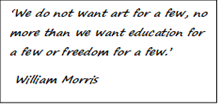 'We do not want art for a few, no
more than we want education for
a few or freedom for a few.'
William Morris